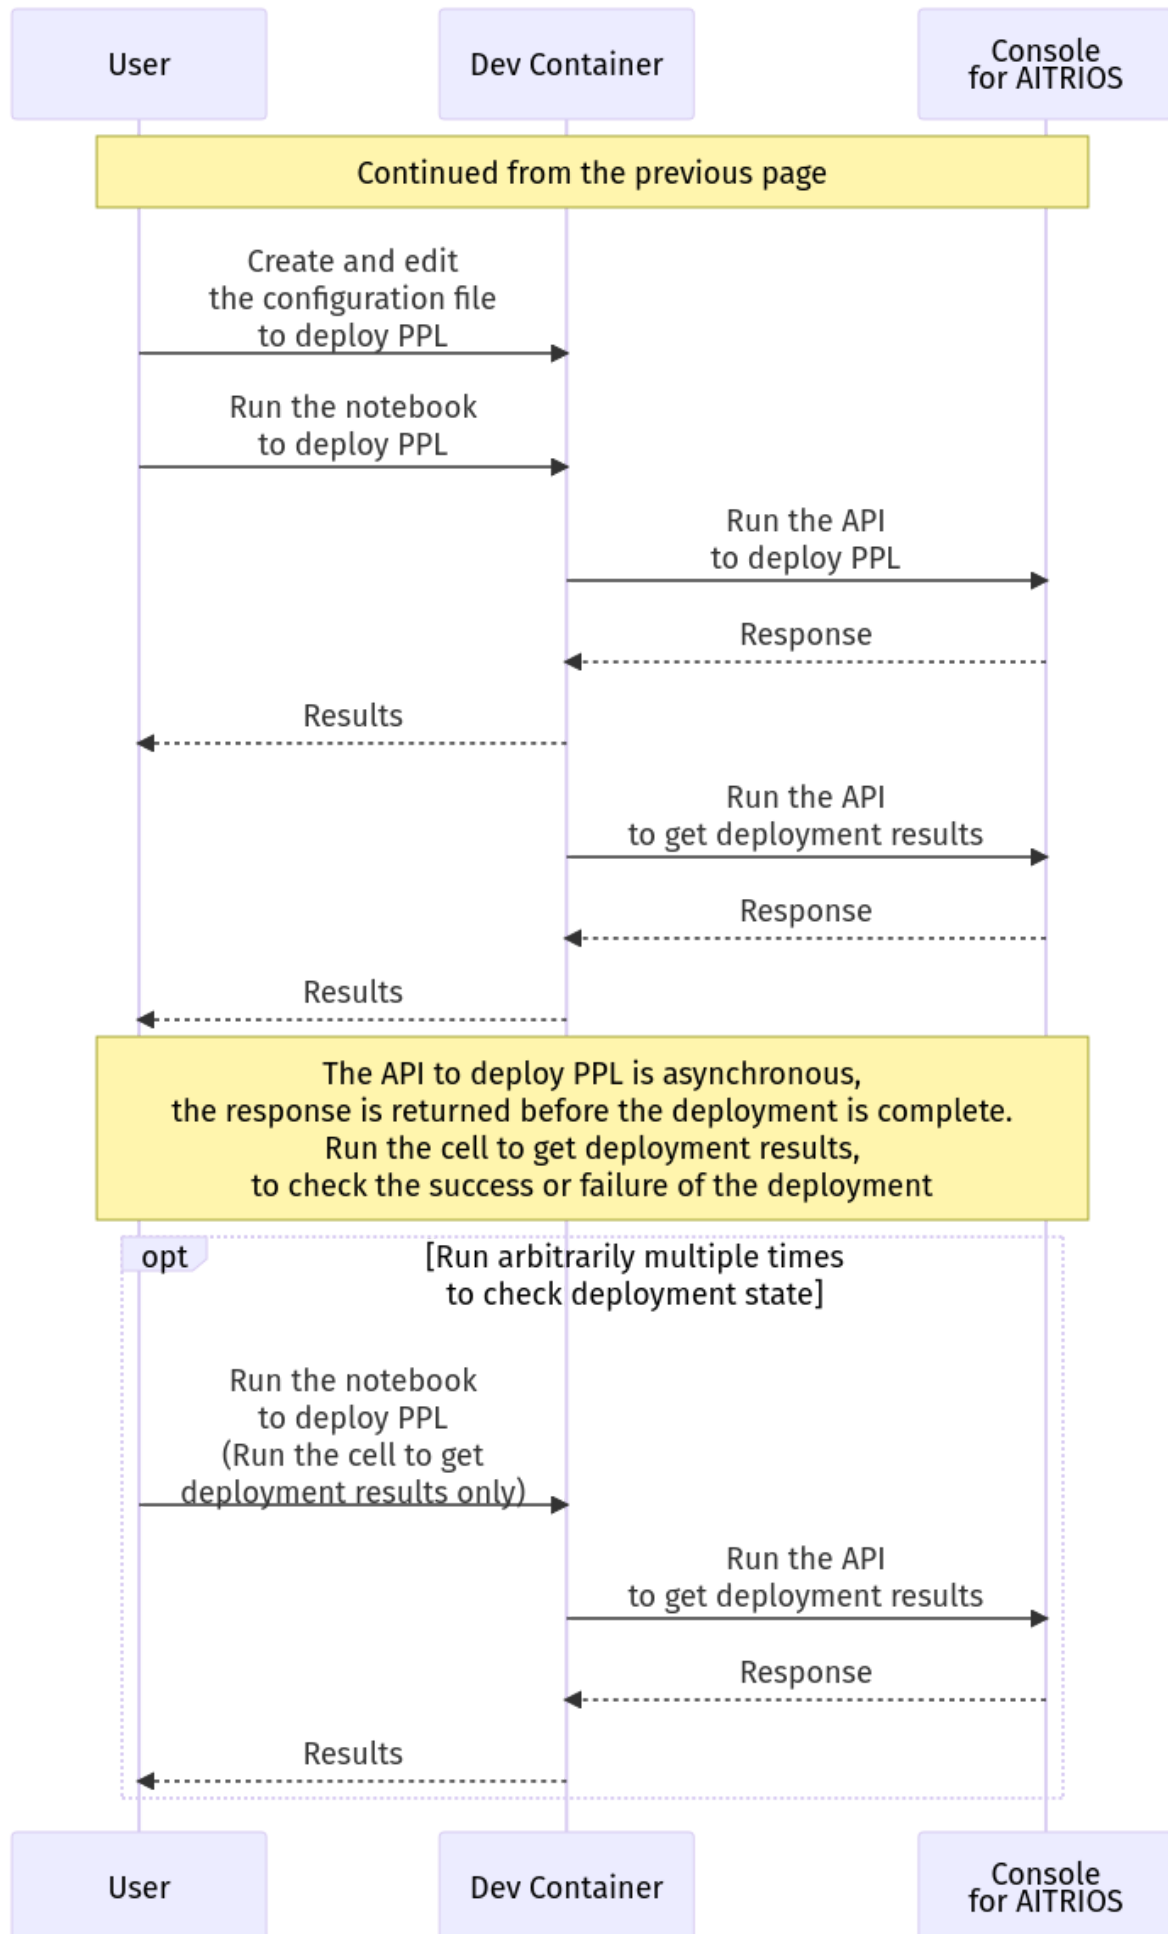 User
Dev Container
Console
for AITRIOS
Continued from the previous page
Create and edit
the configuration file
to deploy PPL
Run the notebook
to deploy PPL
Run the API
to deploy PPL
Response
Results
Run the API
to get deployment results
Response
Results
The API to deploy PPL is asynchronous,
the response is returned before the deployment is complete.
Run the cell to get deployment results,
to check the success or failure of the deployment
opt
[Run arbitrarily multiple times
to check deployment state]
Run the notebook
to deploy PPL
(Run the cell to get
deployment results only)
Run the API
to get deployment results
Response
Results
User
Dev Container
Console
for AITRIOS